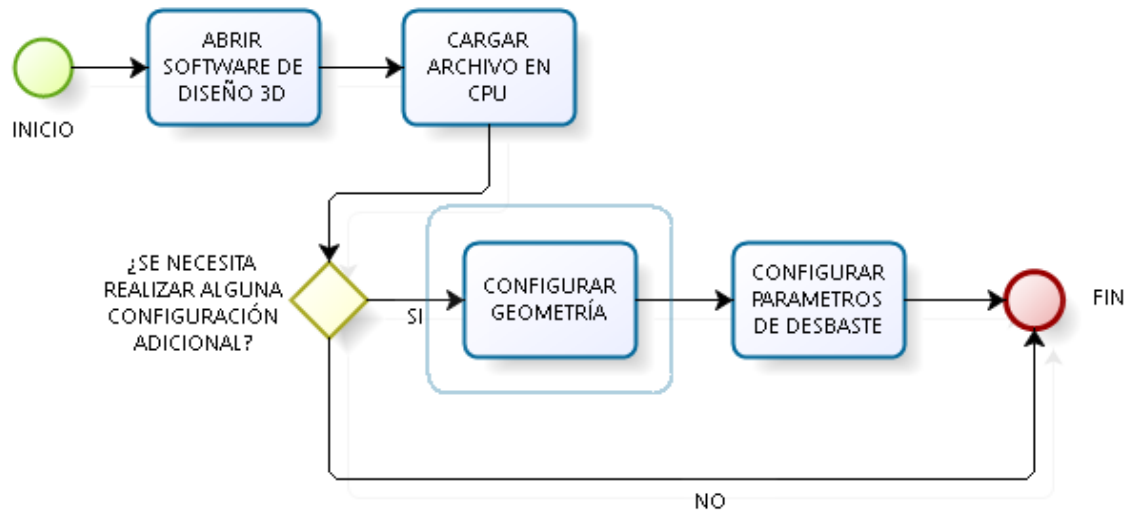 INICIO
ABRIR
SOFTWARE DE
DISEÑO 3D
CARGAR
ARCHIVO EN
CPU
¿SE NECESITA
REALIZAR ALGUNA
CONFIGURACIÓN
ADICIONAL?
SI
CONFIGURAR
GEOMETRÍA
CONFIGURAR
PARAMETROS
DE DESBASTE
FIN
NO